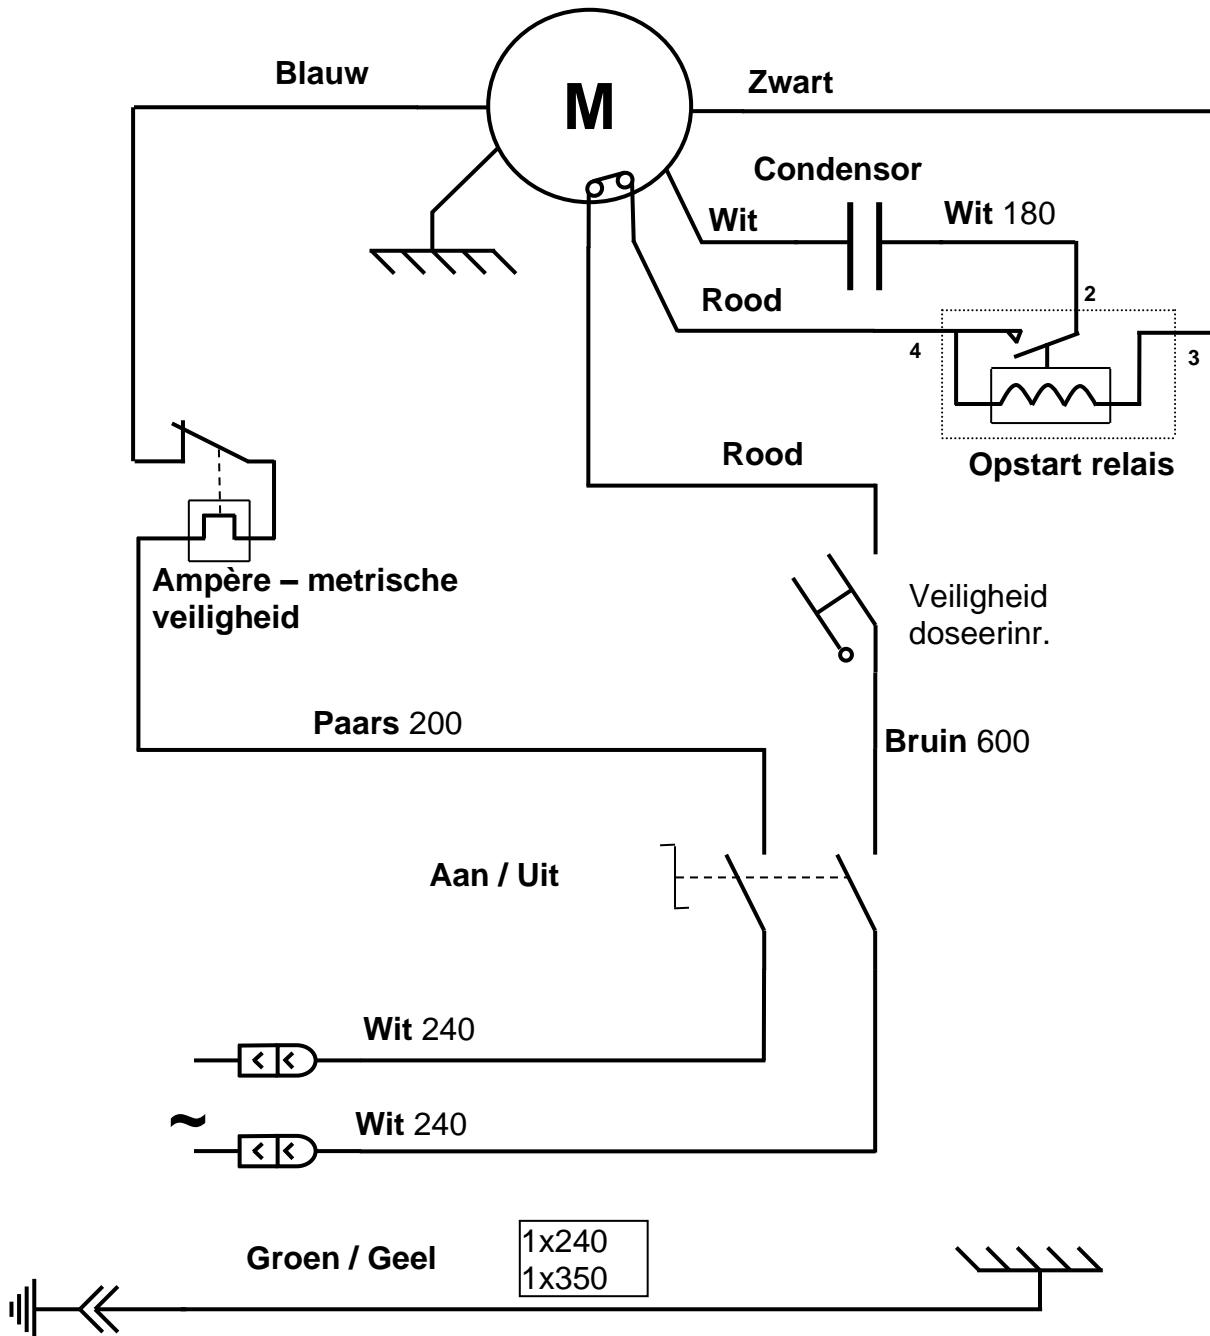 Blauw
M
Zwart
Condensor
Wit
Wit 180
Rood
2
4
3
Opstart relais
Rood
Ampère – metrische
veiligheid
Veiligheid
doseerinr.
Paars 200
Bruin 600
Aan / Uit
Wit 240
~
Wit 240
Groen / Geel
1x240
1x350